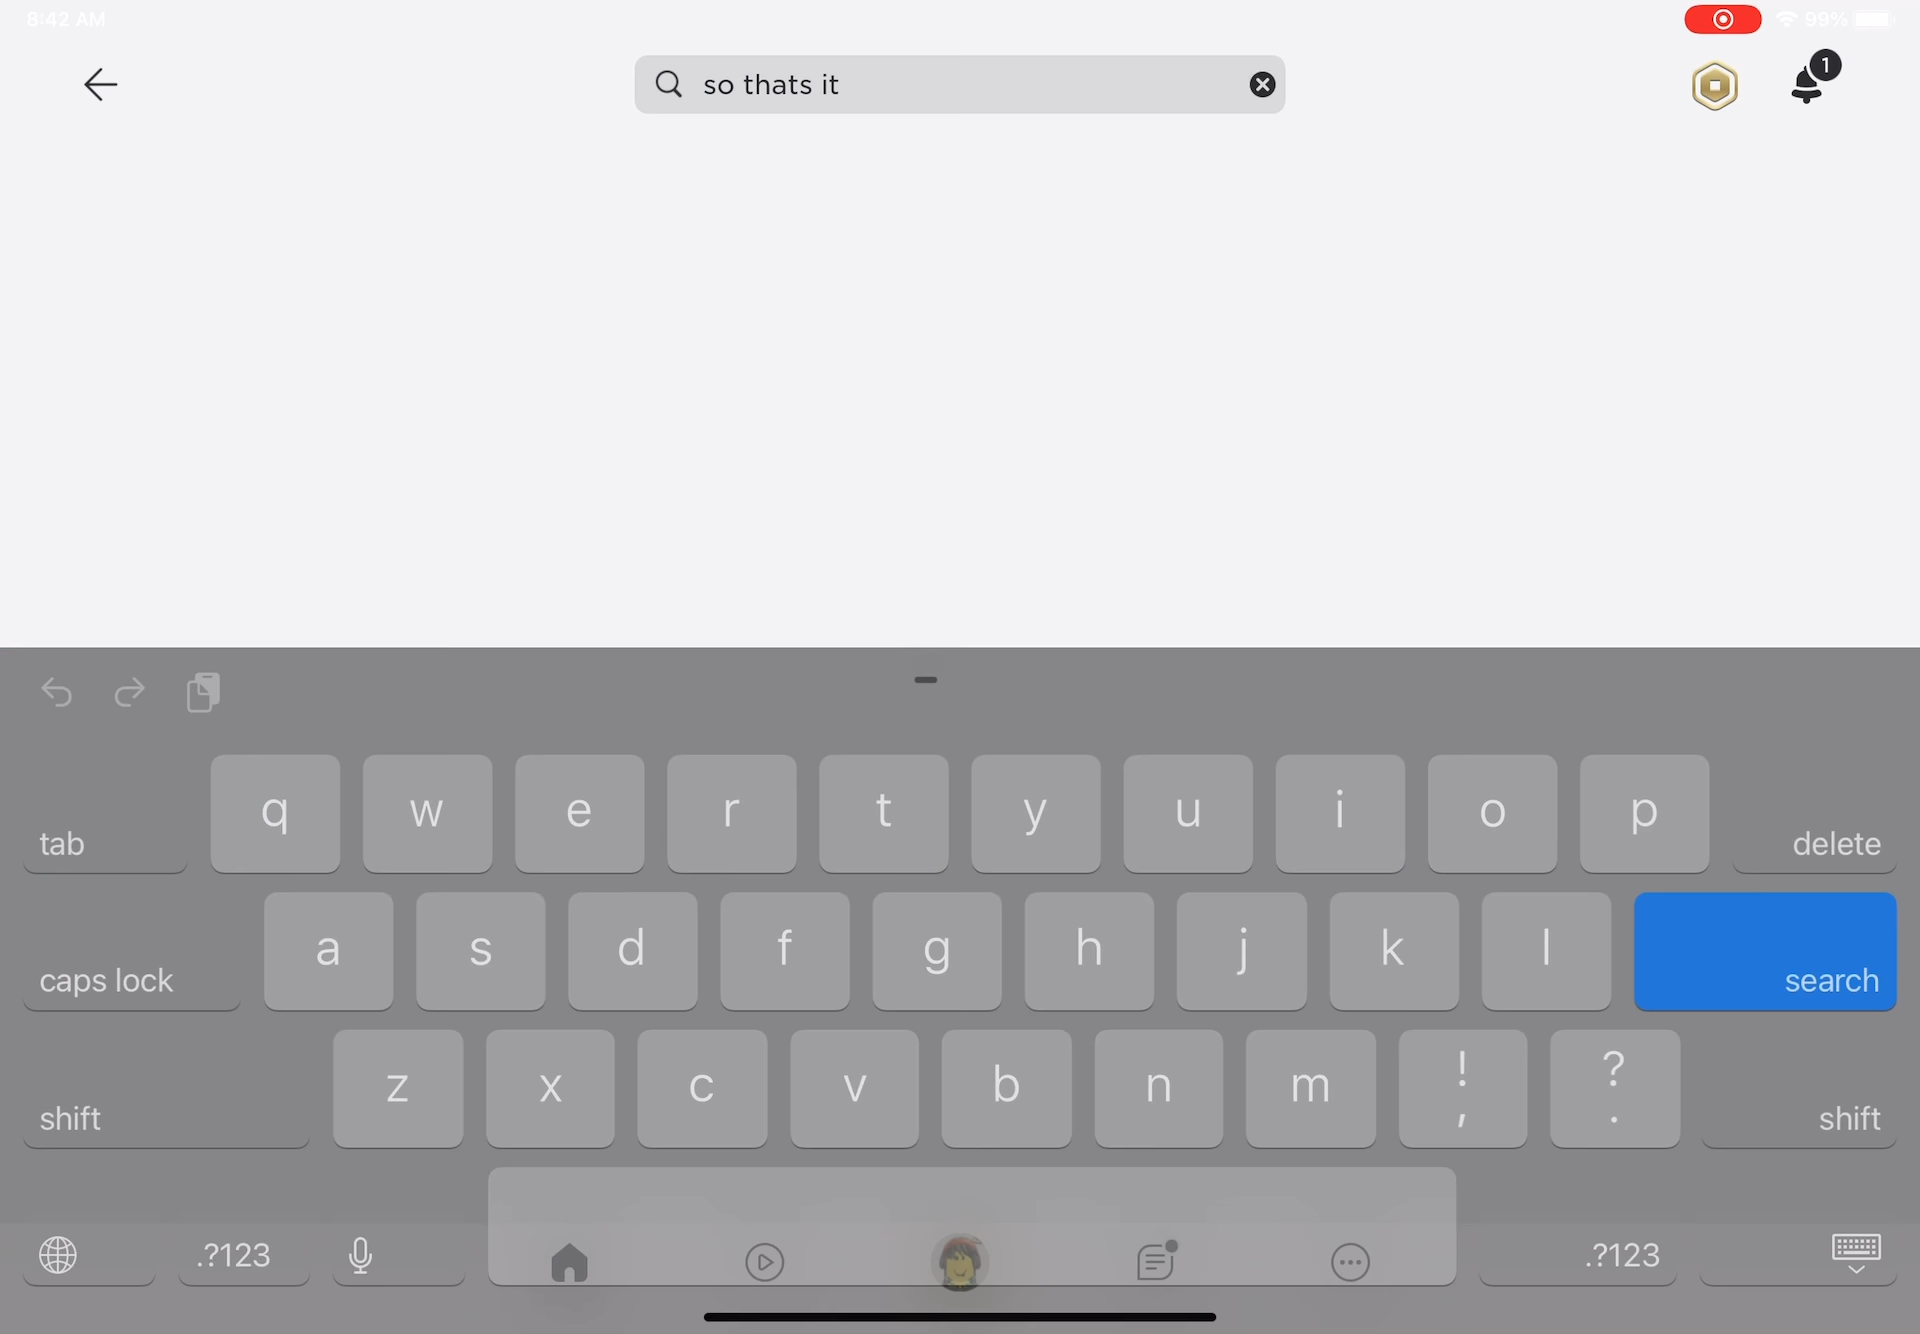 8:42 AM
99%
so thats it
1
tab
q w e r t y u i o p
delete
caps lock
a s d f g h j k l
search
shift
z x c v b n m ! , ? .
shift
.?123
.?123